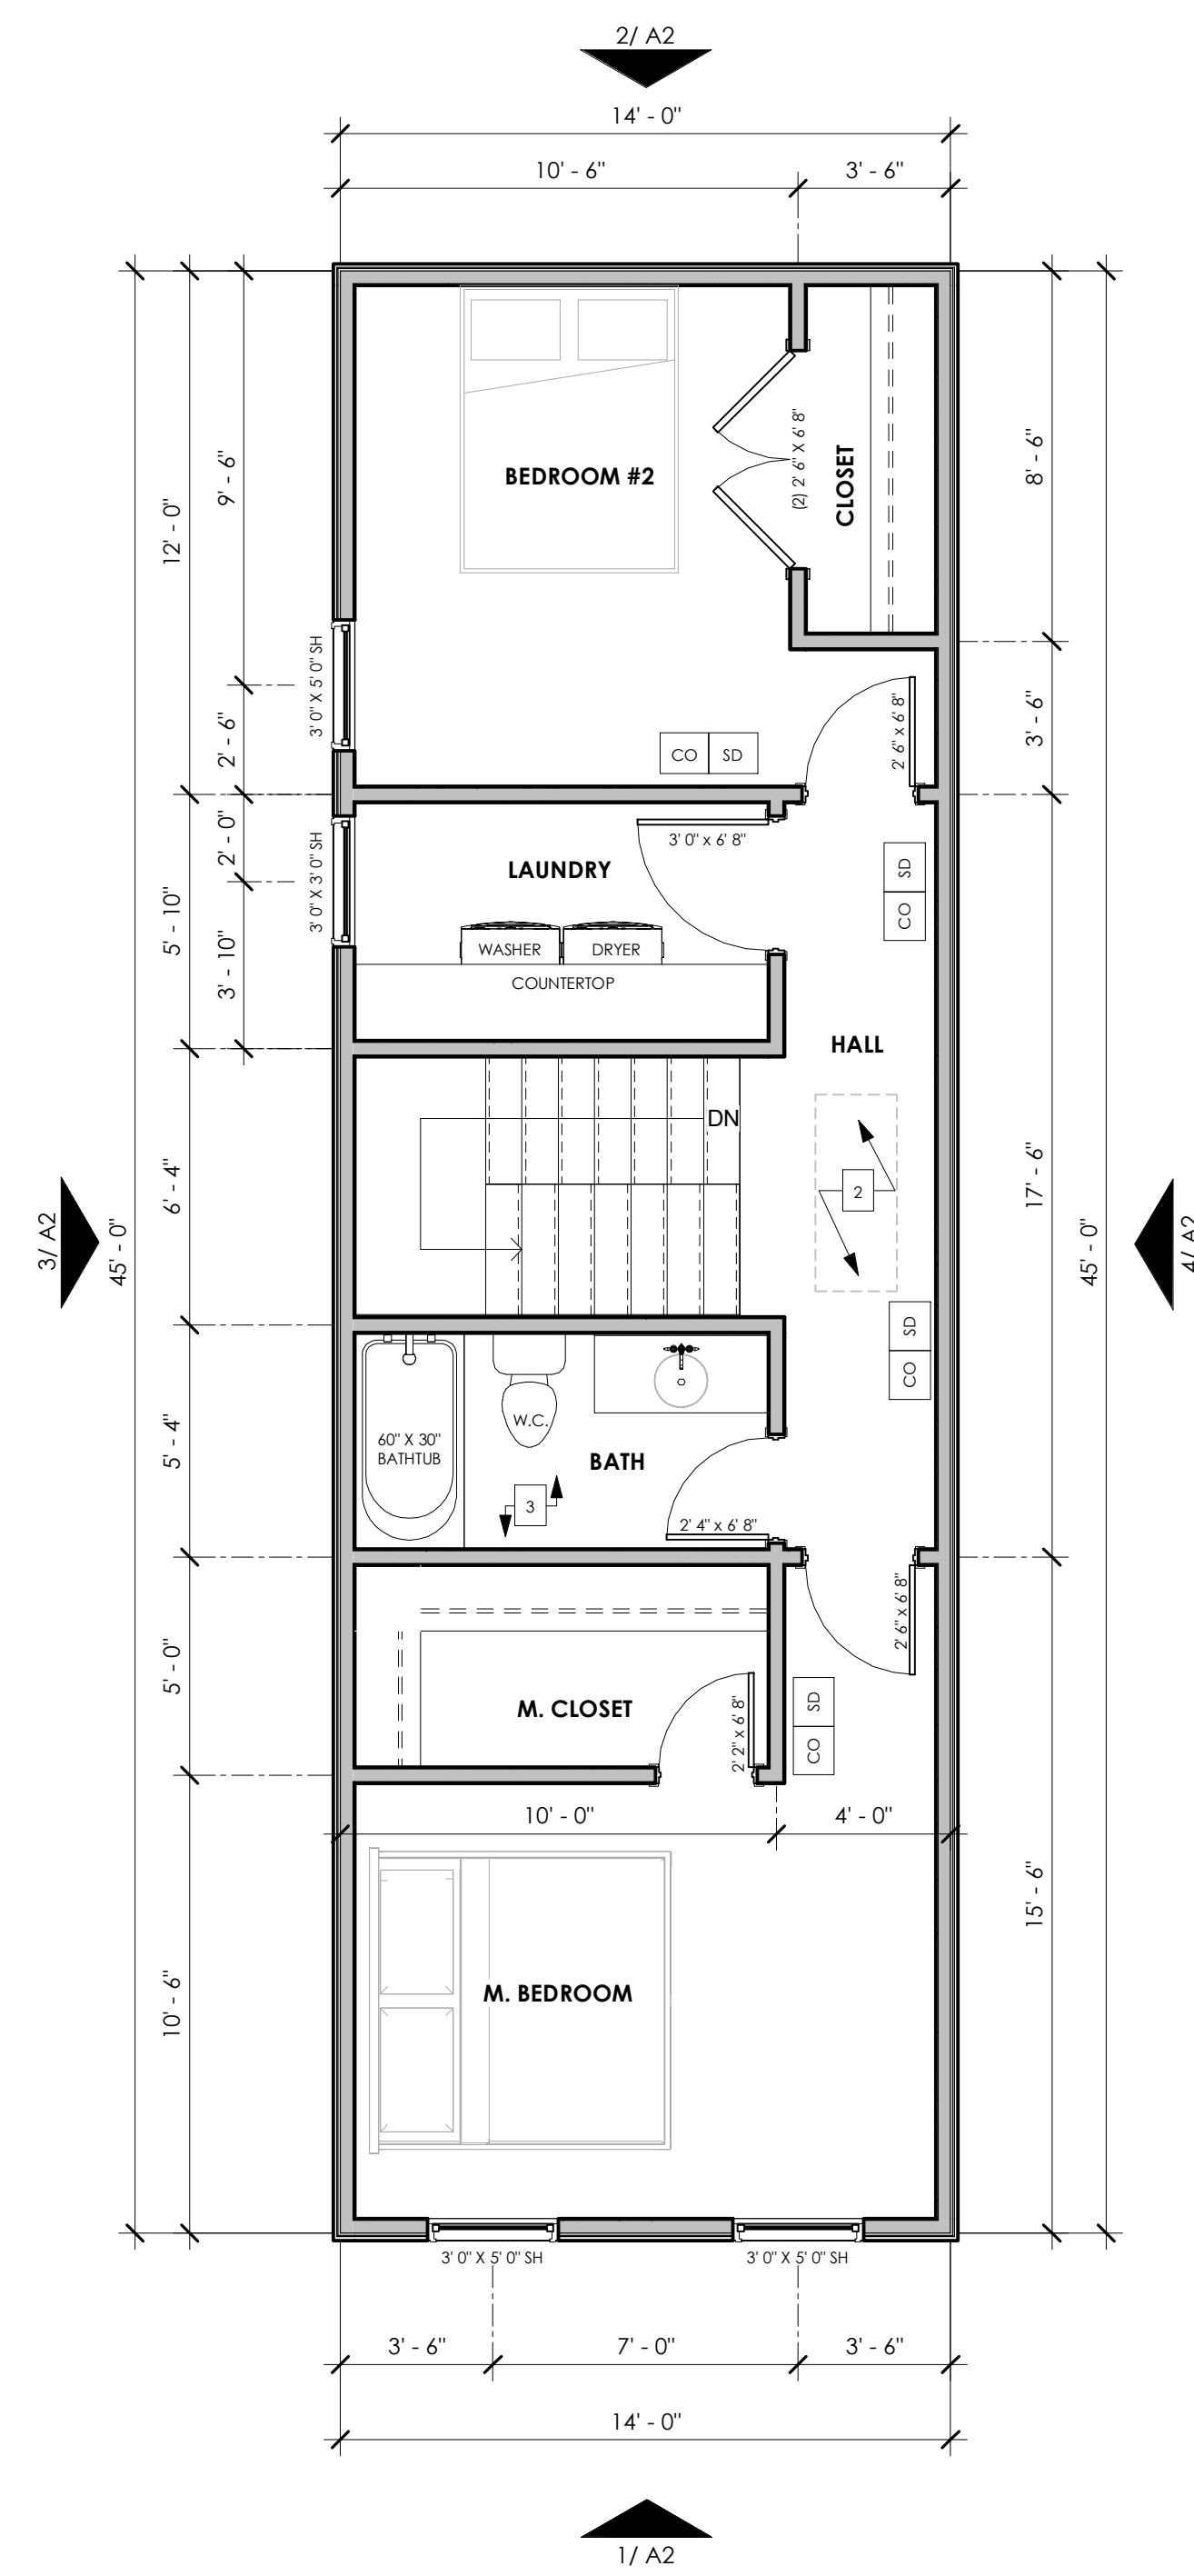 2/ A2
14' - 0"
10' - 6"
3' - 6"
9' - 6"
12' - 0"
8' - 6"
BEDROOM #2
(2) 2' 6" X 6' 8"
CLOSET
3' 0" X 5' 0" SH
2' - 6"
3' - 6"
2' 6" x 6' 8"
CO
SD
3' 0" x 6' 8"
LAUNDRY
2' - 0"
3' 0" X 3' 0" SH
5' - 10"
3' - 10"
SD
CO
WASHER
DRYER
COUNTERTOP
HALL
DN
6' - 4"
17' - 6"
2
3/ A2
45' - 0"
45' - 0"
4/ A2
SD
CO
5' - 4"
60" X 30"
BATHTUB
W.C.
BATH
3
2' 4" x 6' 8"
2' 6" x 6' 8"
5' - 0"
M. CLOSET
2' 2" x 6' 8"
SD
CO
10' - 0"
4' - 0"
15' - 6"
10' - 6"
M. BEDROOM
3' 0" X 5' 0" SH
3' 0" X 5' 0" SH
3' - 6"
7' - 0"
3' - 6"
14' - 0"
1/ A2